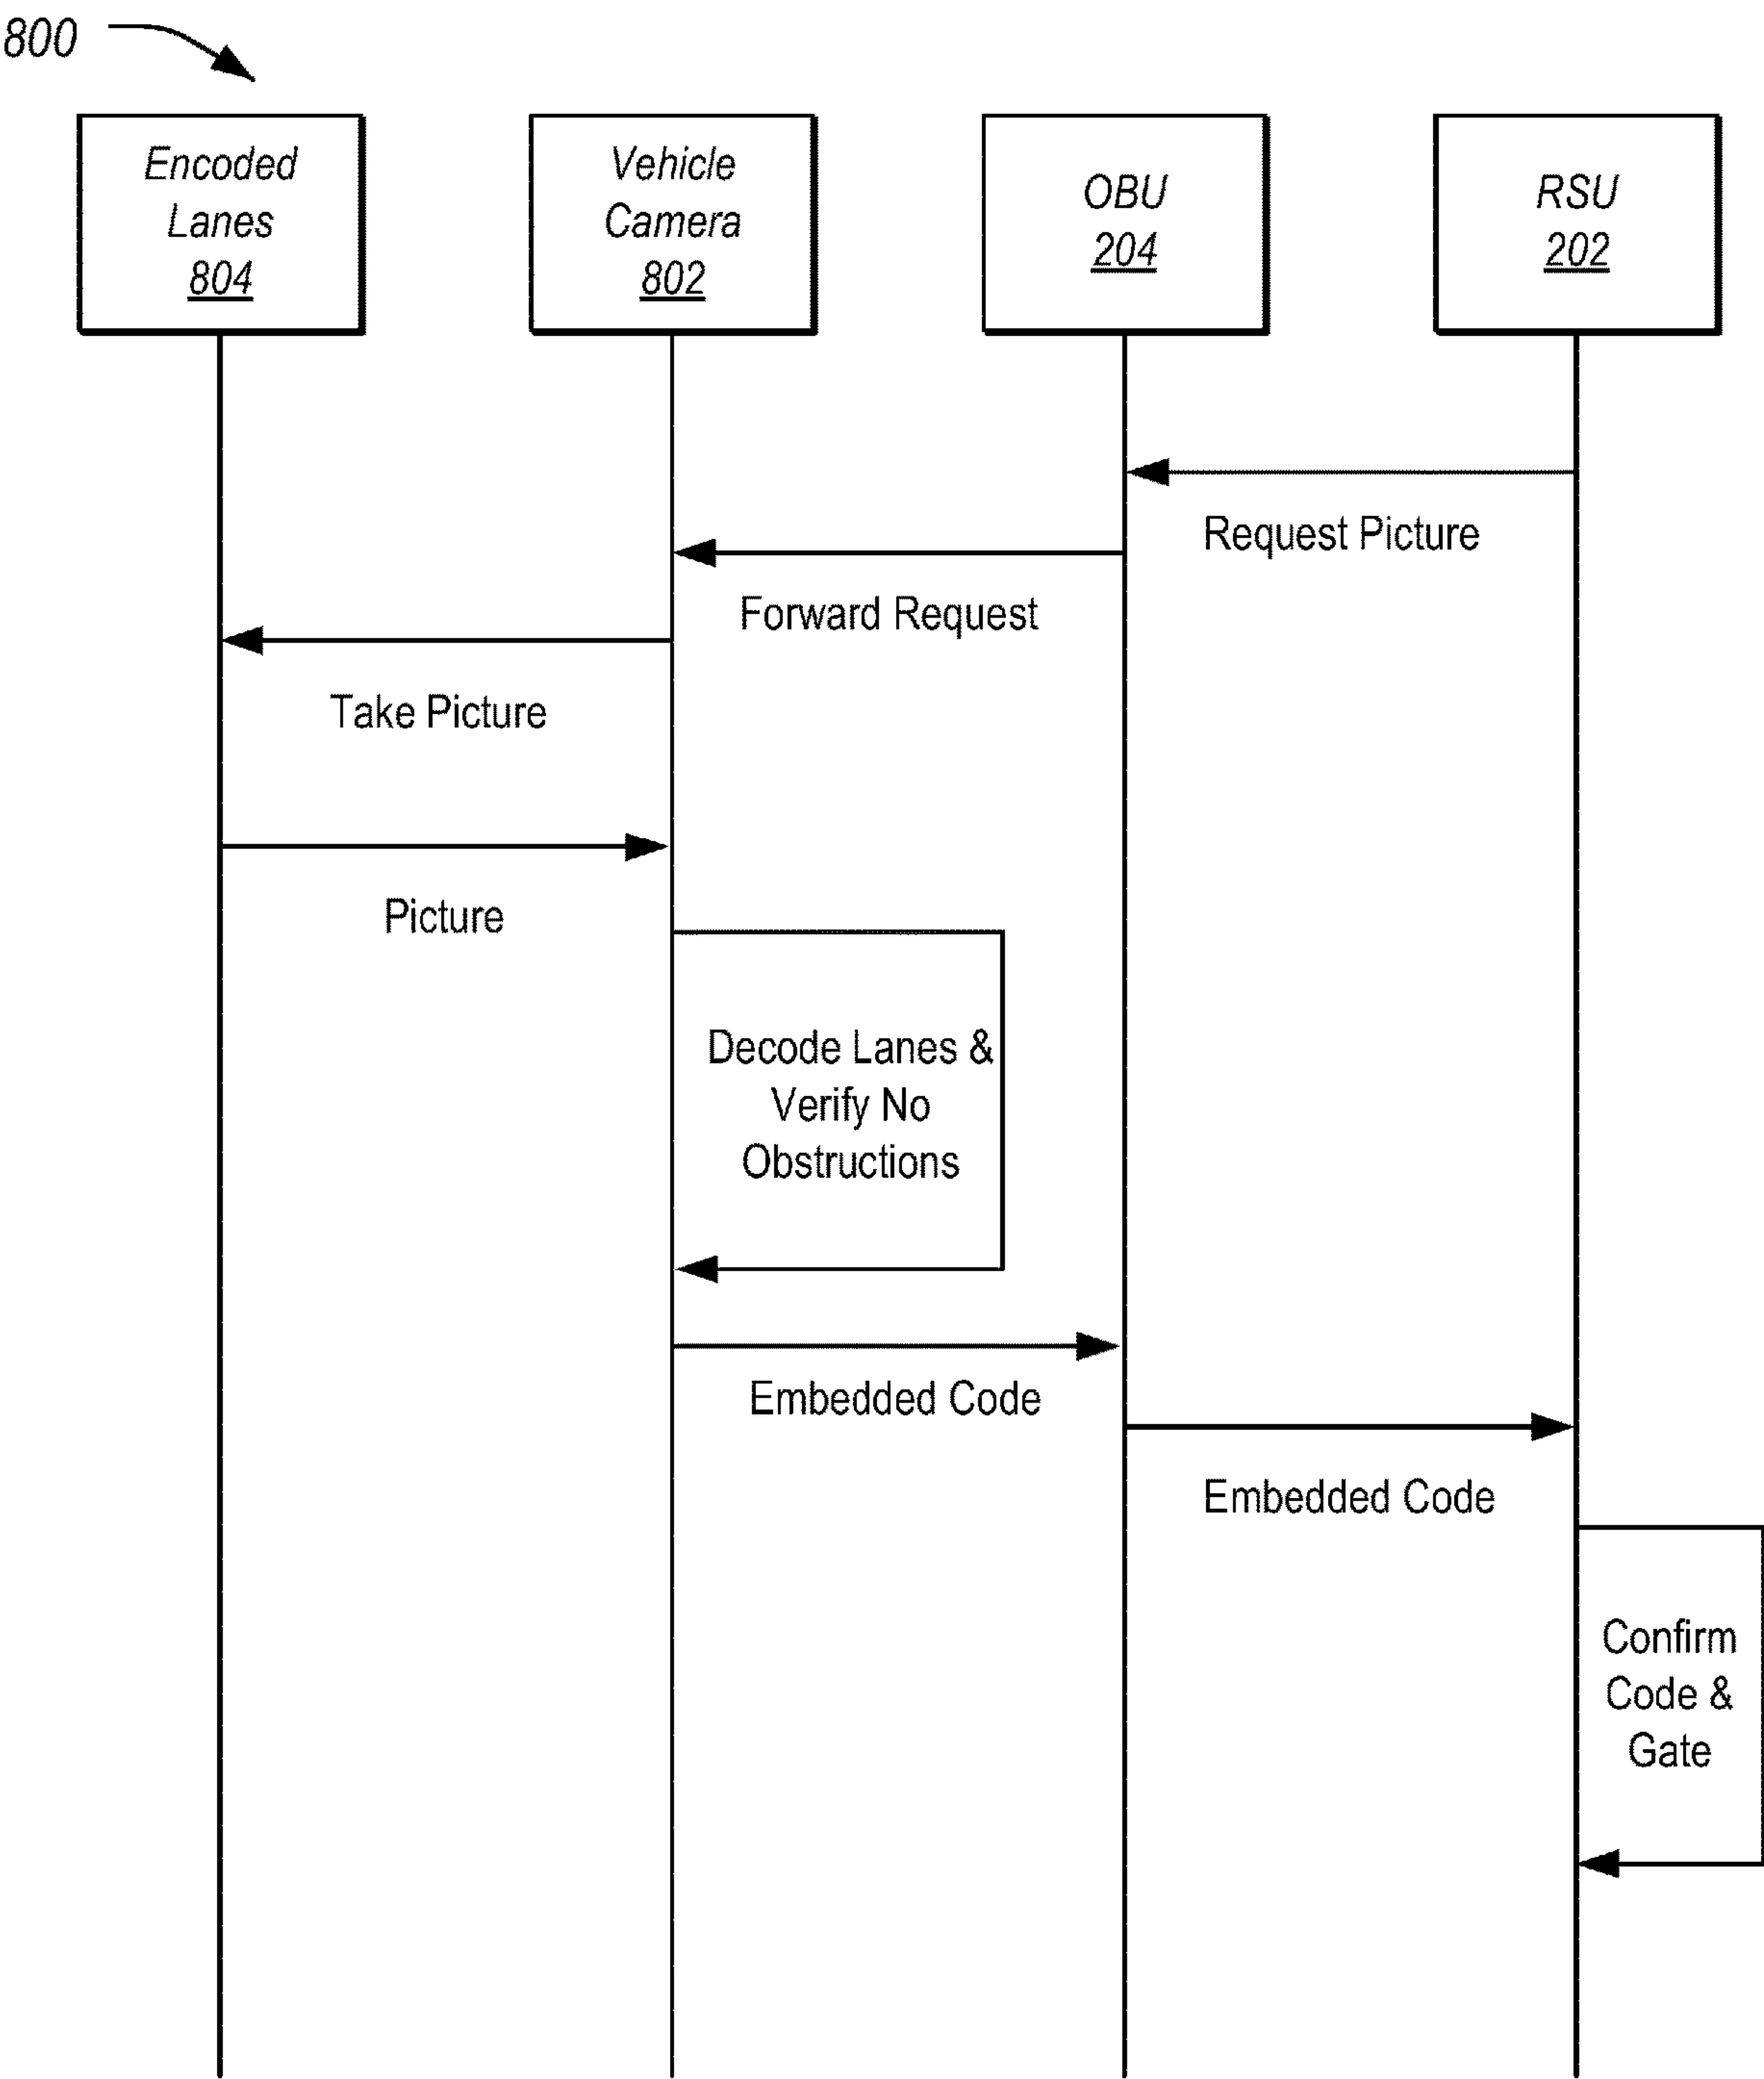 800
Encoded
Lanes
804
Vehicle
Camera
802
OBU
204
RSU
202
Request Picture
Forward Request
Take Picture
Picture
Decode Lanes &
Verify No
Obstructions
Embedded Code
Embedded Code
Confirm
Code &
Gate